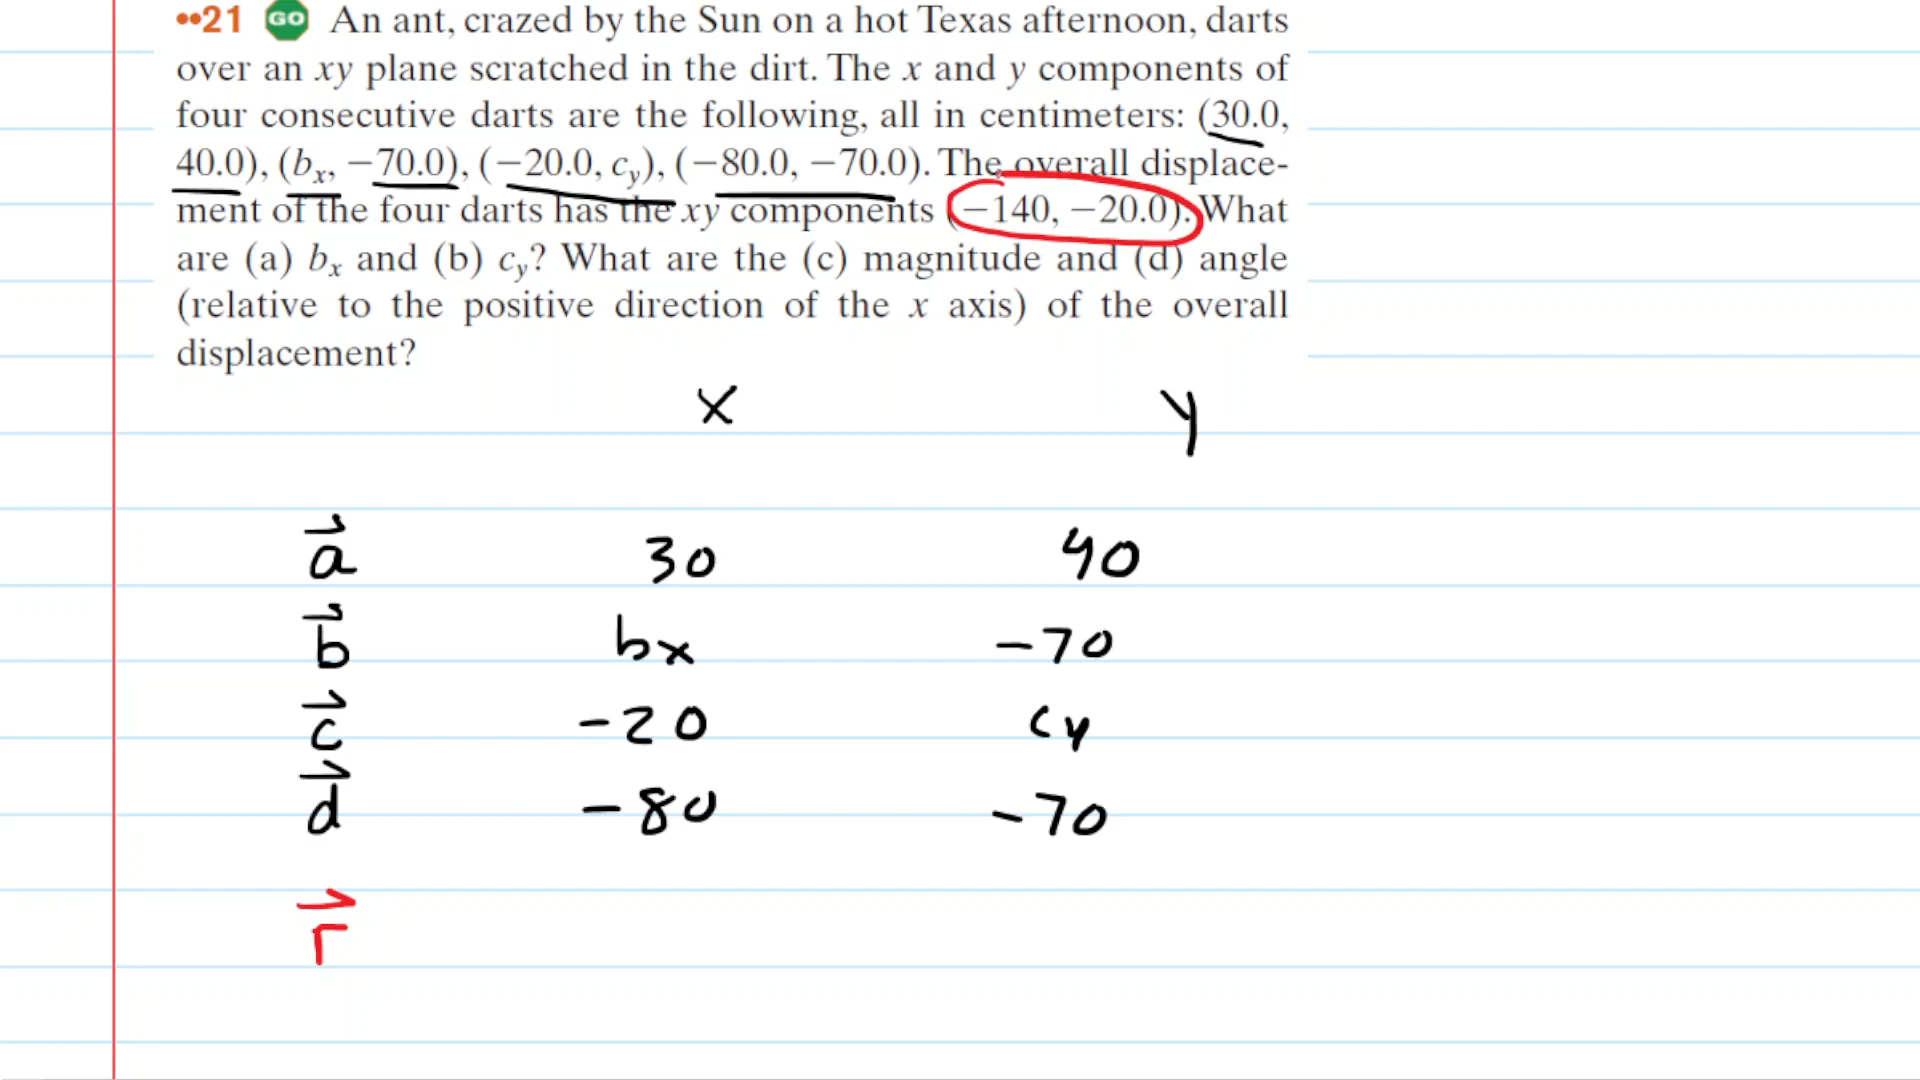 ••21 GO An ant, crazed by the Sun on a hot Texas afternoon, darts
over an xy plane scratched in the dirt. The x and y components of
four consecutive darts are the following, all in centimeters: (30.0,
40.0), (bₓ, −70.0), (−20.0, c_y), (−80.0, −70.0). The overall displace-
ment of the four darts has the xy components (−140, −20.0). What
are (a) bₓ and (b) c_y? What are the (c) magnitude and (d) angle
(relative to the positive direction of the x axis) of the overall
displacement?
x y
a⃗ 30 40
b⃗ bx -70
c⃗ -20 cy
d⃗ -80 -70
r⃗